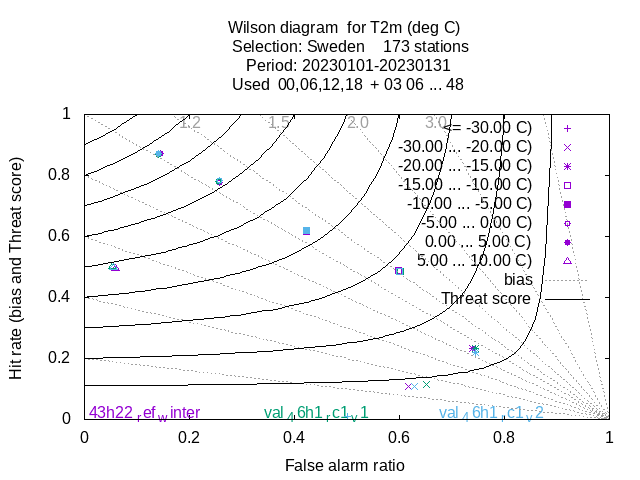 Wilson diagram  for T2m (deg C)
Selection: Sweden    173 stations
Period: 20230101-20230131
Used  00,06,12,18  + 03 06 ... 48
1.2 1.5 2.0 3.0
<= -30.00 C)
-30.00 ... -20.00 C)
-20.00 ... -15.00 C)
-15.00 ... -10.00 C)
-10.00 ... -5.00 C)
-5.00 ... 0.00 C)
0.00 ... 5.00 C)
5.00 ... 10.00 C)
bias
Threat score
Hit rate (bias and Threat score)
1
0.8
0.6
0.4
0.2
0
43h22_ref_winter val_46h1_rc1_v1 val_46h1_rc1_v2
0 0.2 0.4 0.6 0.8 1
False alarm ratio